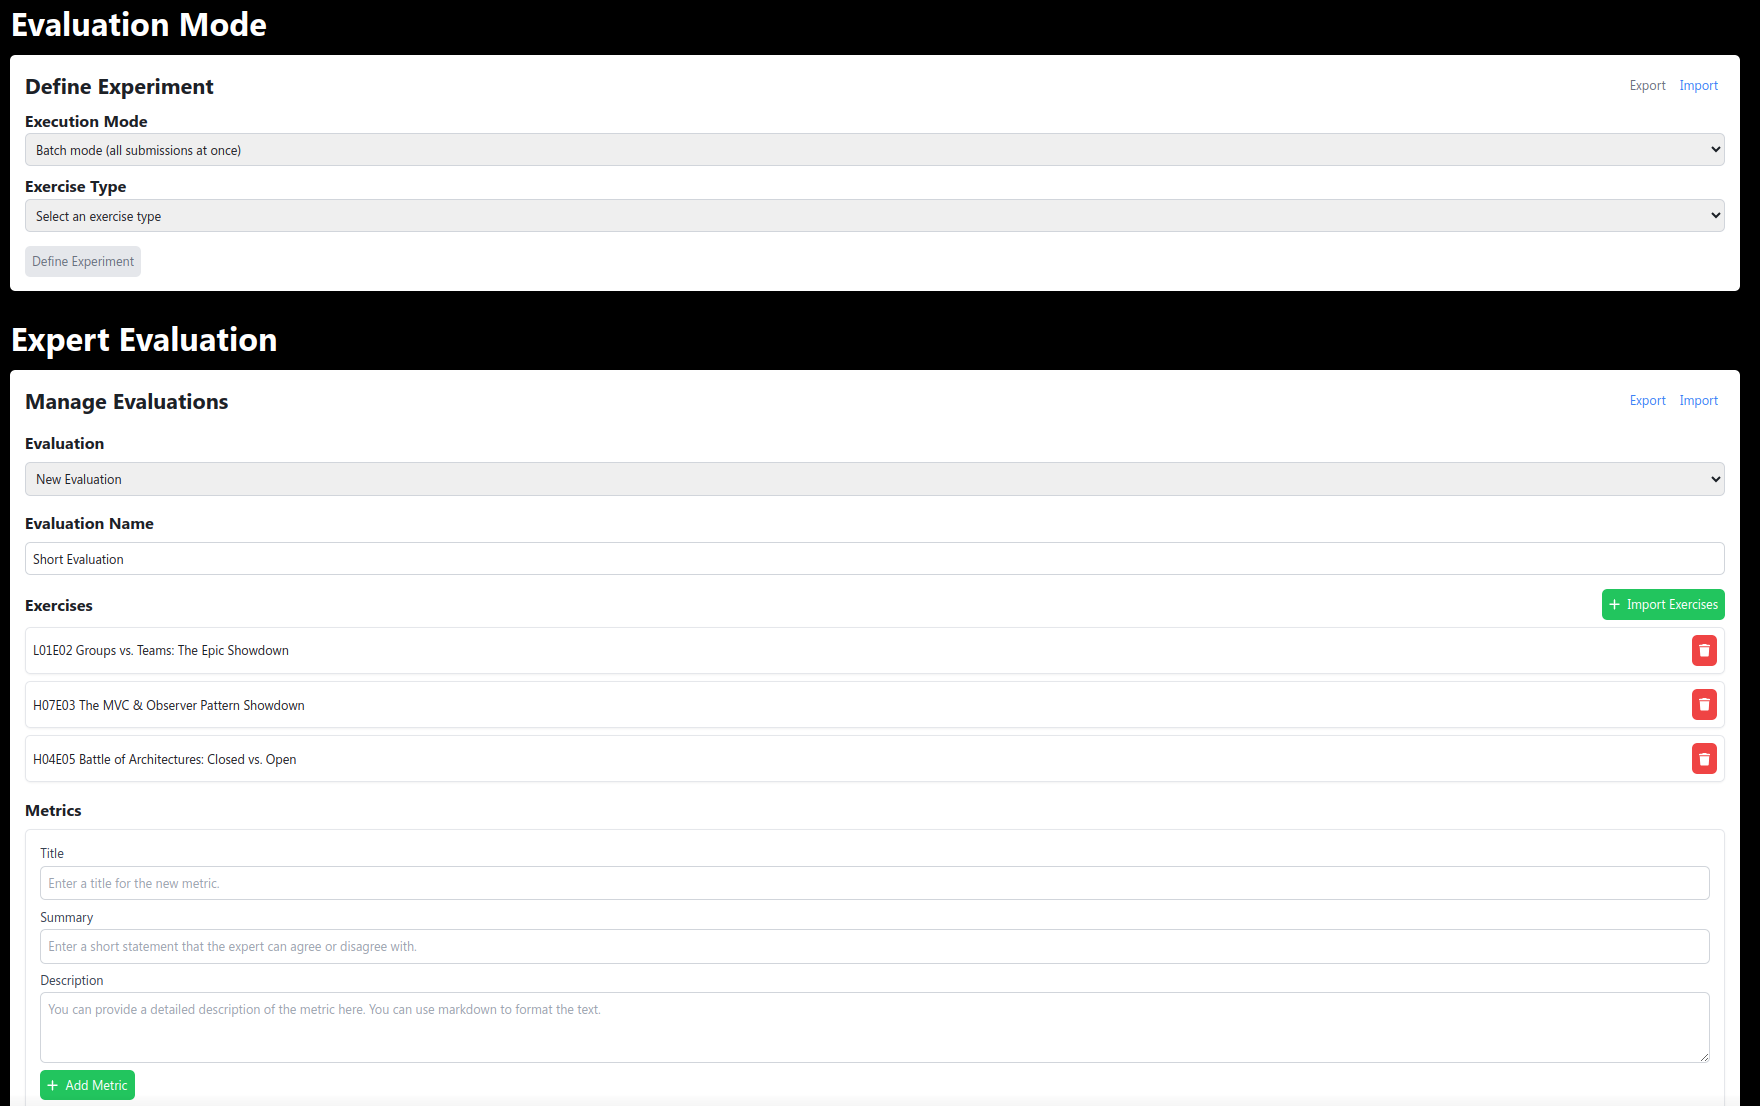 Evaluation Mode
Define Experiment
Export Import
Execution Mode
Batch mode (all submissions at once)
Exercise Type
Select an exercise type
Define Experiment
Expert Evaluation
Manage Evaluations
Export Import
Evaluation
New Evaluation
Evaluation Name
Short Evaluation
Exercises
+ Import Exercises
L01E02 Groups vs. Teams: The Epic Showdown
H07E03 The MVC & Observer Pattern Showdown
H04E05 Battle of Architectures: Closed vs. Open
Metrics
Title
Enter a title for the new metric.
Summary
Enter a short statement that the expert can agree or disagree with.
Description
You can provide a detailed description of the metric here. You can use markdown to format the text.
+ Add Metric